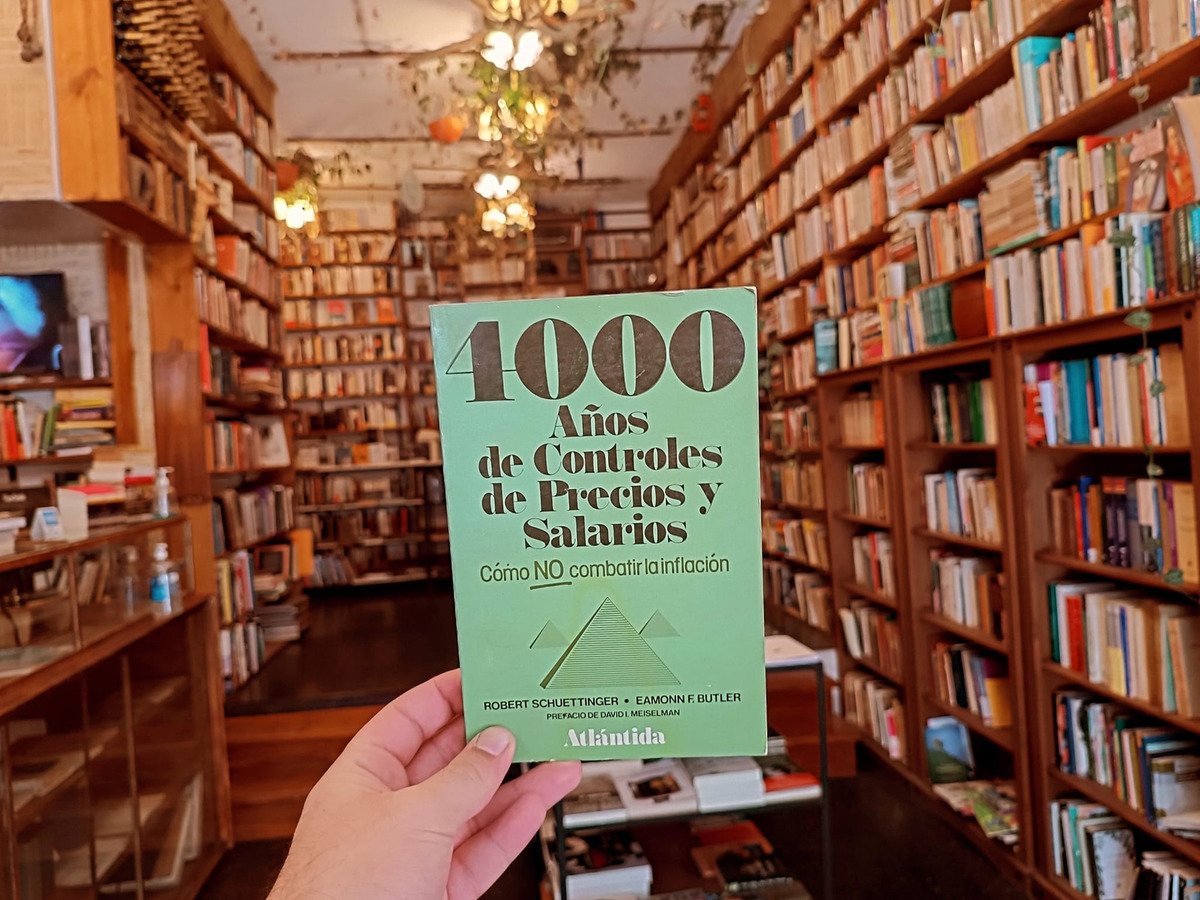 4000
Años
de Controles
de Precios y
Salarios
Cómo NO combatir la inflación
ROBERT SCHUETTINGER • EAMONN F. BUTLER
PREFACIO DE DAVID I. MEISELMAN
Atlántida